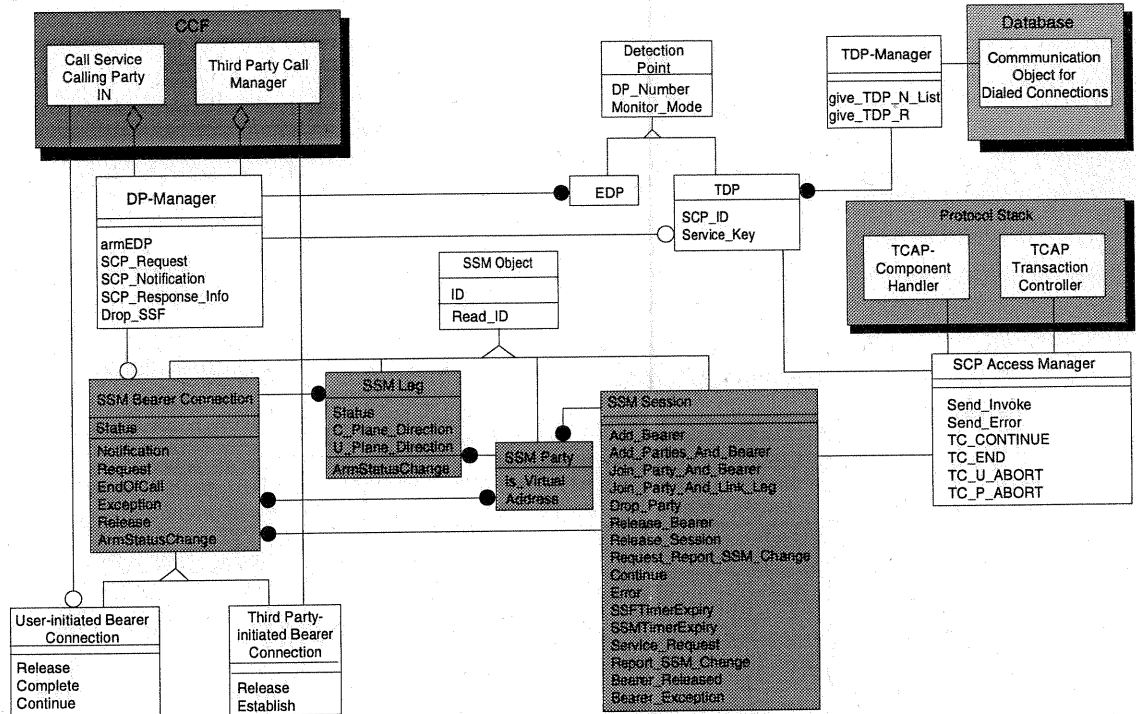 CCF
Call Service
Calling Party
IN
Third Party Call
Manager
Detection
Point
DP_Number
Monitor_Mode
TDP-Manager
give_TDP_N_List
give_TDP_R
Database
Commmunication
Object for
Dialed Connections
DP-Manager
armEDP
SCP_Request
SCP_Notification
SCP_Response_Info
Drop_SSF
EDP
TDP
SCP_ID
Service_Key
Protocol Stack
TCAP-
Component
Handler
TCAP
Transaction
Controller
SSM Object
ID
Read_ID
SCP Access Manager
Send_Invoke
Send_Error
TC_CONTINUE
TC_END
TC_U_ABORT
TC_P_ABORT
SSM Bearer Connection
Status
Notification
Request
EndOfCall
Exception
Release
ArmStatusChange
SSM Leg
Status
C_Plane_Direction
U_Plane_Direction
ArmStatusChange
SSM Party
is_Virtual
Address
SSM Session
Add_Bearer
Add_Parties_And_Bearer
Join_Party_And_Bearer
Join_Party_And_Link_Leg
Drop_Party
Release_Bearer
Release_Session
Request_Report_SSM_Change
Continue
Error
SSFTimerExpiry
SSMTimerExpiry
Service_Request
Report_SSM_Change
Bearer_Released
Bearer_Exception
User-initiated Bearer
Connection
Release
Complete
Continue
Third Party-
initiated Bearer
Connection
Release
Establish